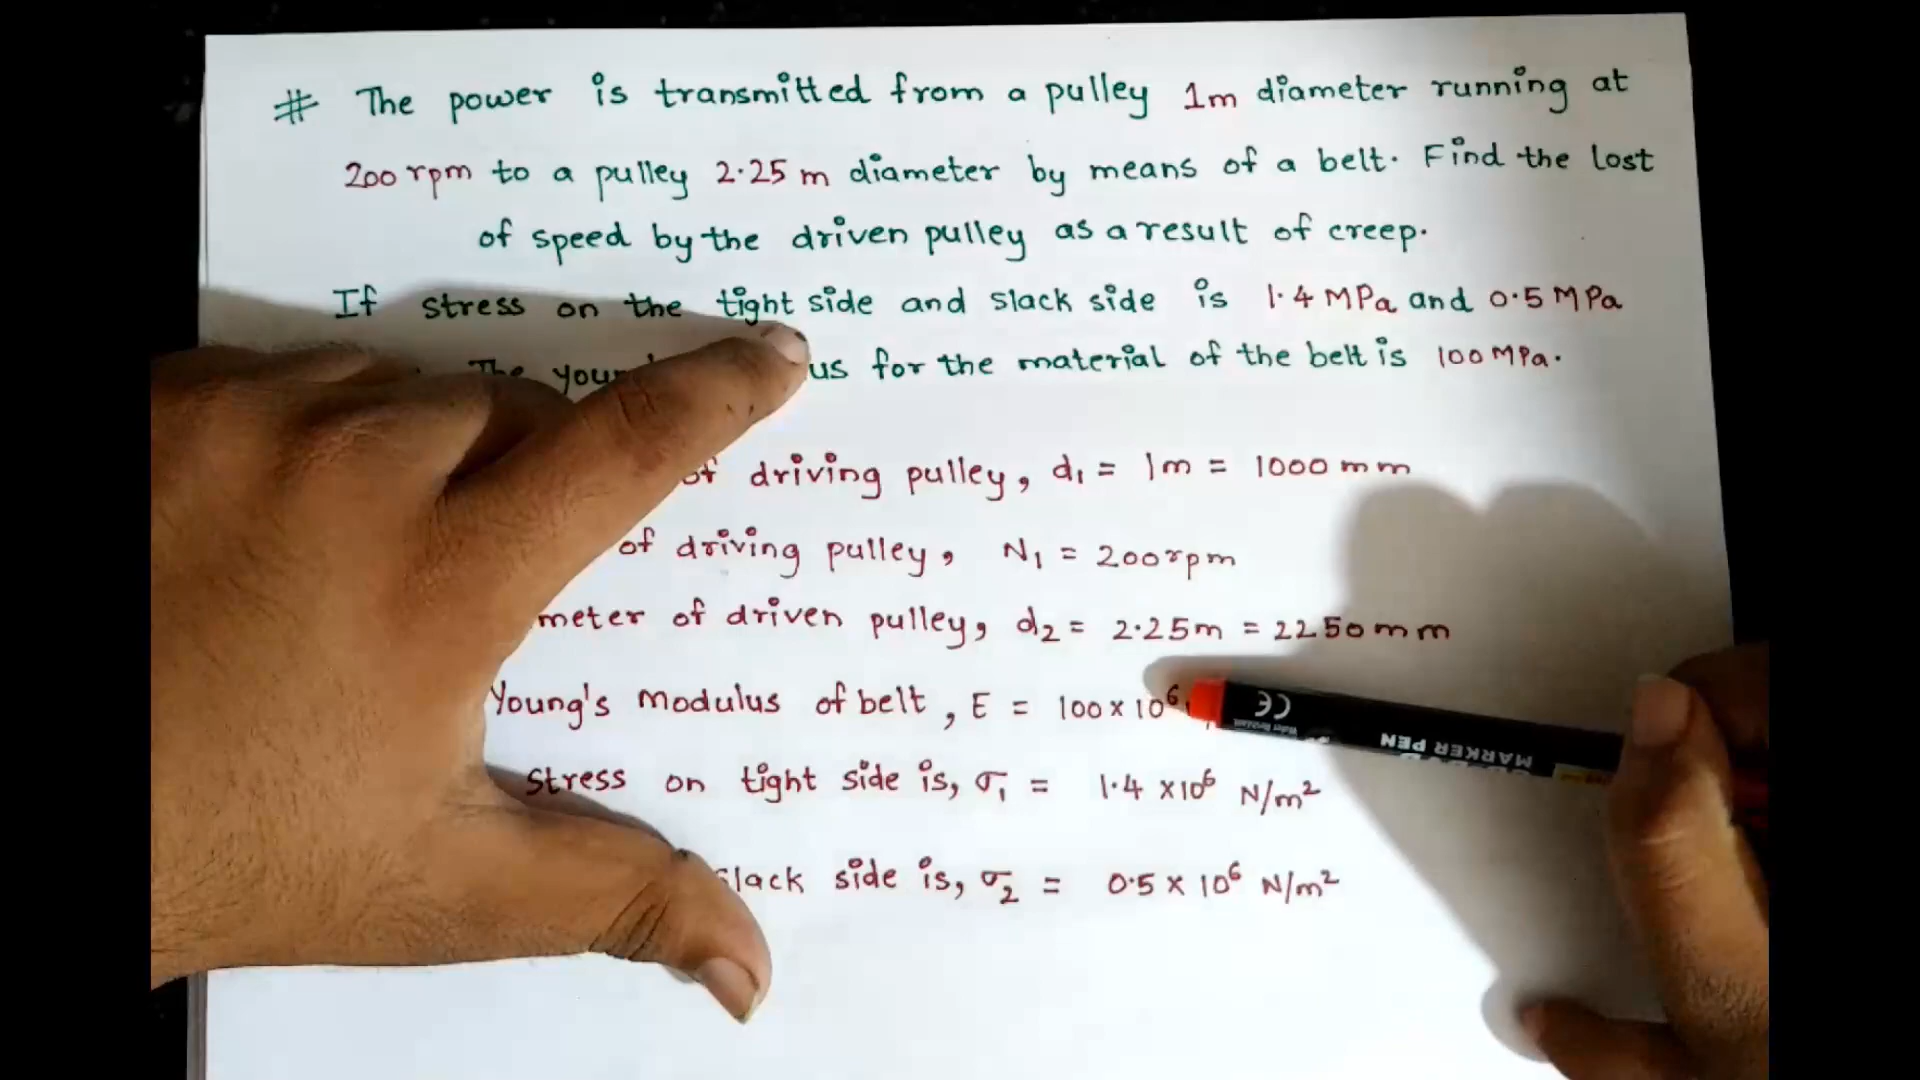 # The power is transmitted from a pulley 1m diameter running at
200 rpm to a pulley 2.25 m diameter by means of a belt. Find the lost
of speed by the driven pulley as a result of creep.
If stress on the tight side and slack side is 1.4 MPa and 0.5 MPa
The us for the material of the belt is 100 MPa.
of driving pulley, d₁ = 1m = 1000 mm
of driving pulley, N₁ = 200rpm
meter of driven pulley, d₂ = 2.25m = 2250 mm
Young's Modulus of belt, E = 100 x 10⁶
Stress on tight side is, σ₁ = 1.4 x10⁶ N/m²
slack side is, σ₂ = 0.5 x 10⁶ N/m²
CE
MARKER PEN